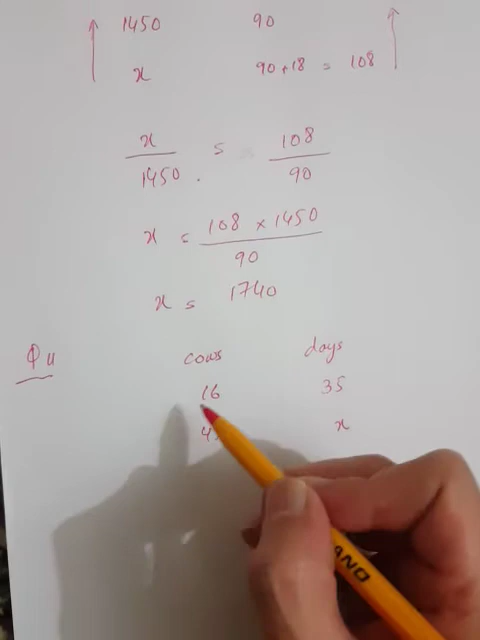 1450 90
x 90 + 18 = 108
x/1450 = 108/90
x = 108 × 1450/90
x = 1740
Q4 cows days
16 35
x